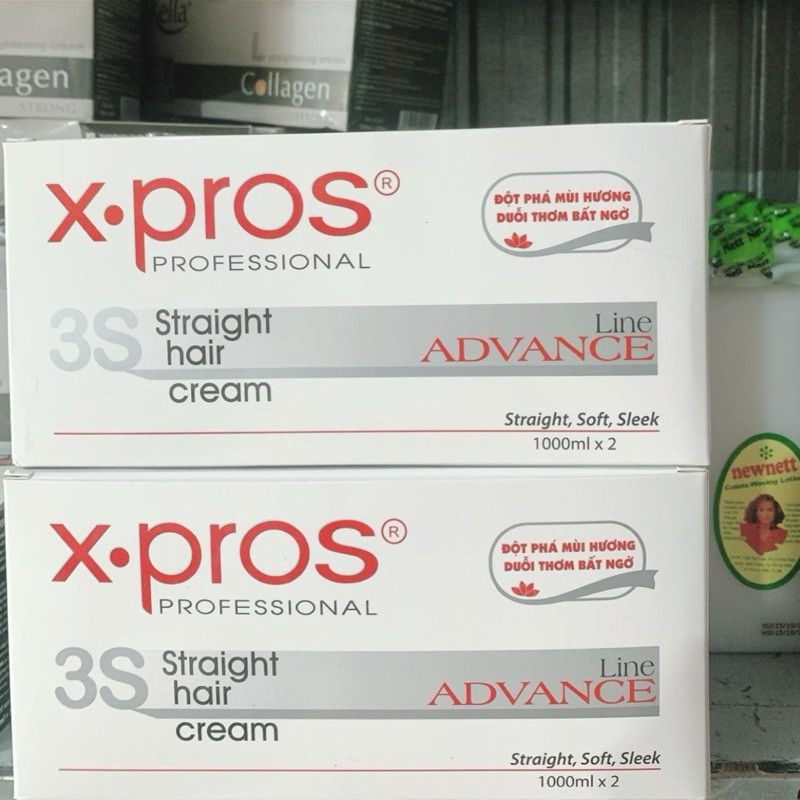 Collagen
agen
STRONG
x.pros®
PROFESSIONAL
ĐỘT PHÁ MÙI HƯƠNG
DUỖI THƠM BẤT NGỜ
3S Straight
hair
cream
Line
ADVANCE
Straight, Soft, Sleek
1000ml x 2
newnett
x.pros®
PROFESSIONAL
ĐỘT PHÁ MÙI HƯƠNG
DUỖI THƠM BẤT NGỜ
3S Straight
hair
cream
Line
ADVANCE
Straight, Soft, Sleek
1000ml x 2